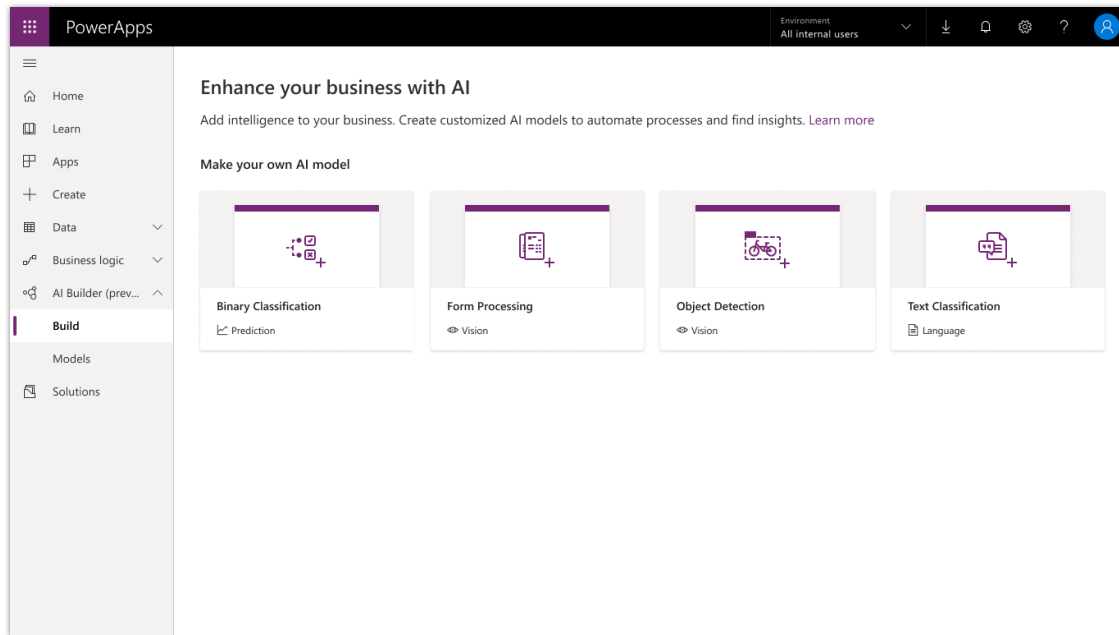 PowerApps
Environment
All internal users
?
Home
Learn
Apps
Create
Data
Business logic
AI Builder (prev...
Build
Models
Solutions
Enhance your business with AI
Add intelligence to your business. Create customized AI models to automate processes and find insights. Learn more
Make your own AI model
Binary Classification
Prediction
Form Processing
Vision
Object Detection
Vision
Text Classification
Language